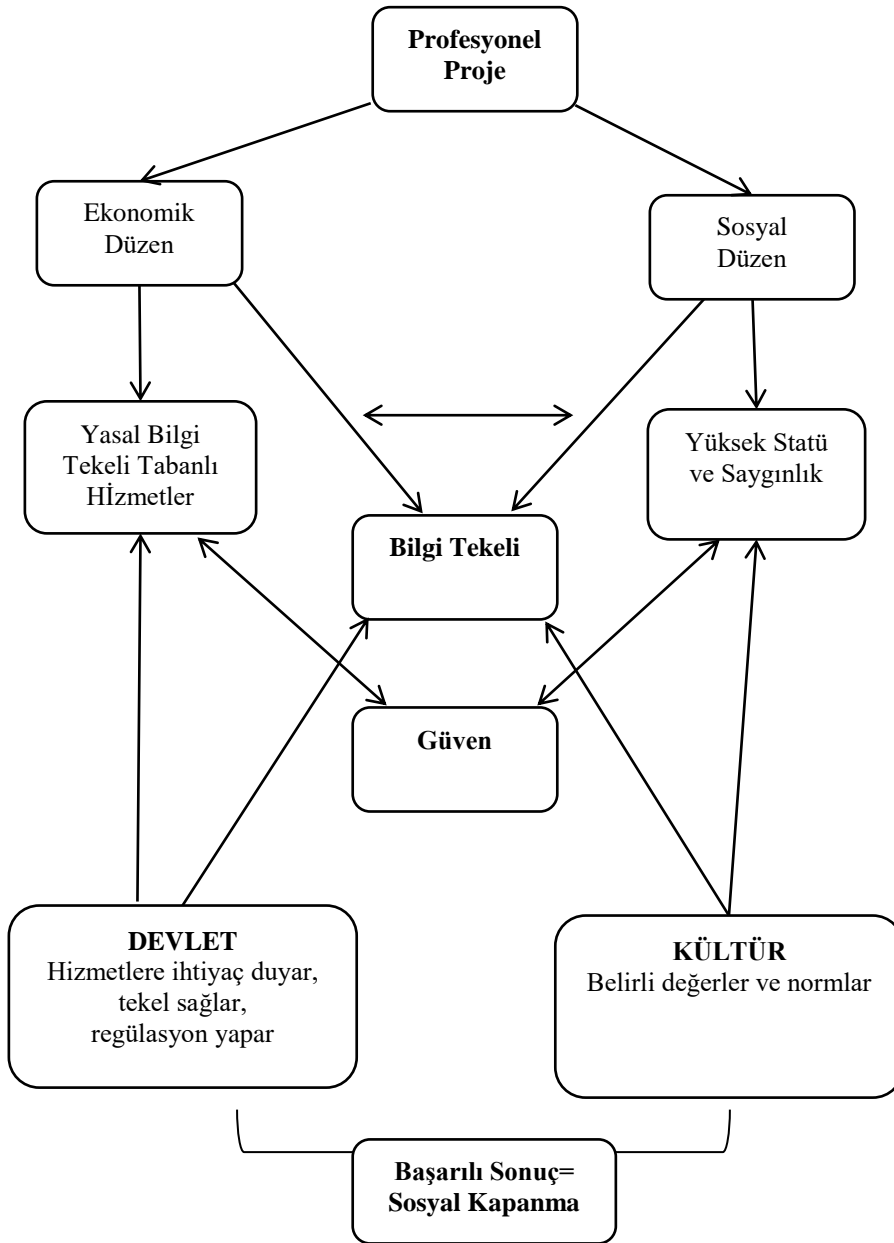 Profesyonel
Proje
Ekonomik
Düzen
Sosyal
Düzen
Yasal Bilgi
Tekeli Tabanlı
Hİzmetler
Yüksek Statü
ve Saygınlık
Bilgi Tekeli
Güven
DEVLET
Hizmetlere ihtiyaç duyar,
tekel sağlar,
regülasyon yapar
KÜLTÜR
Belirli değerler ve normlar
Başarılı Sonuç=
Sosyal Kapanma